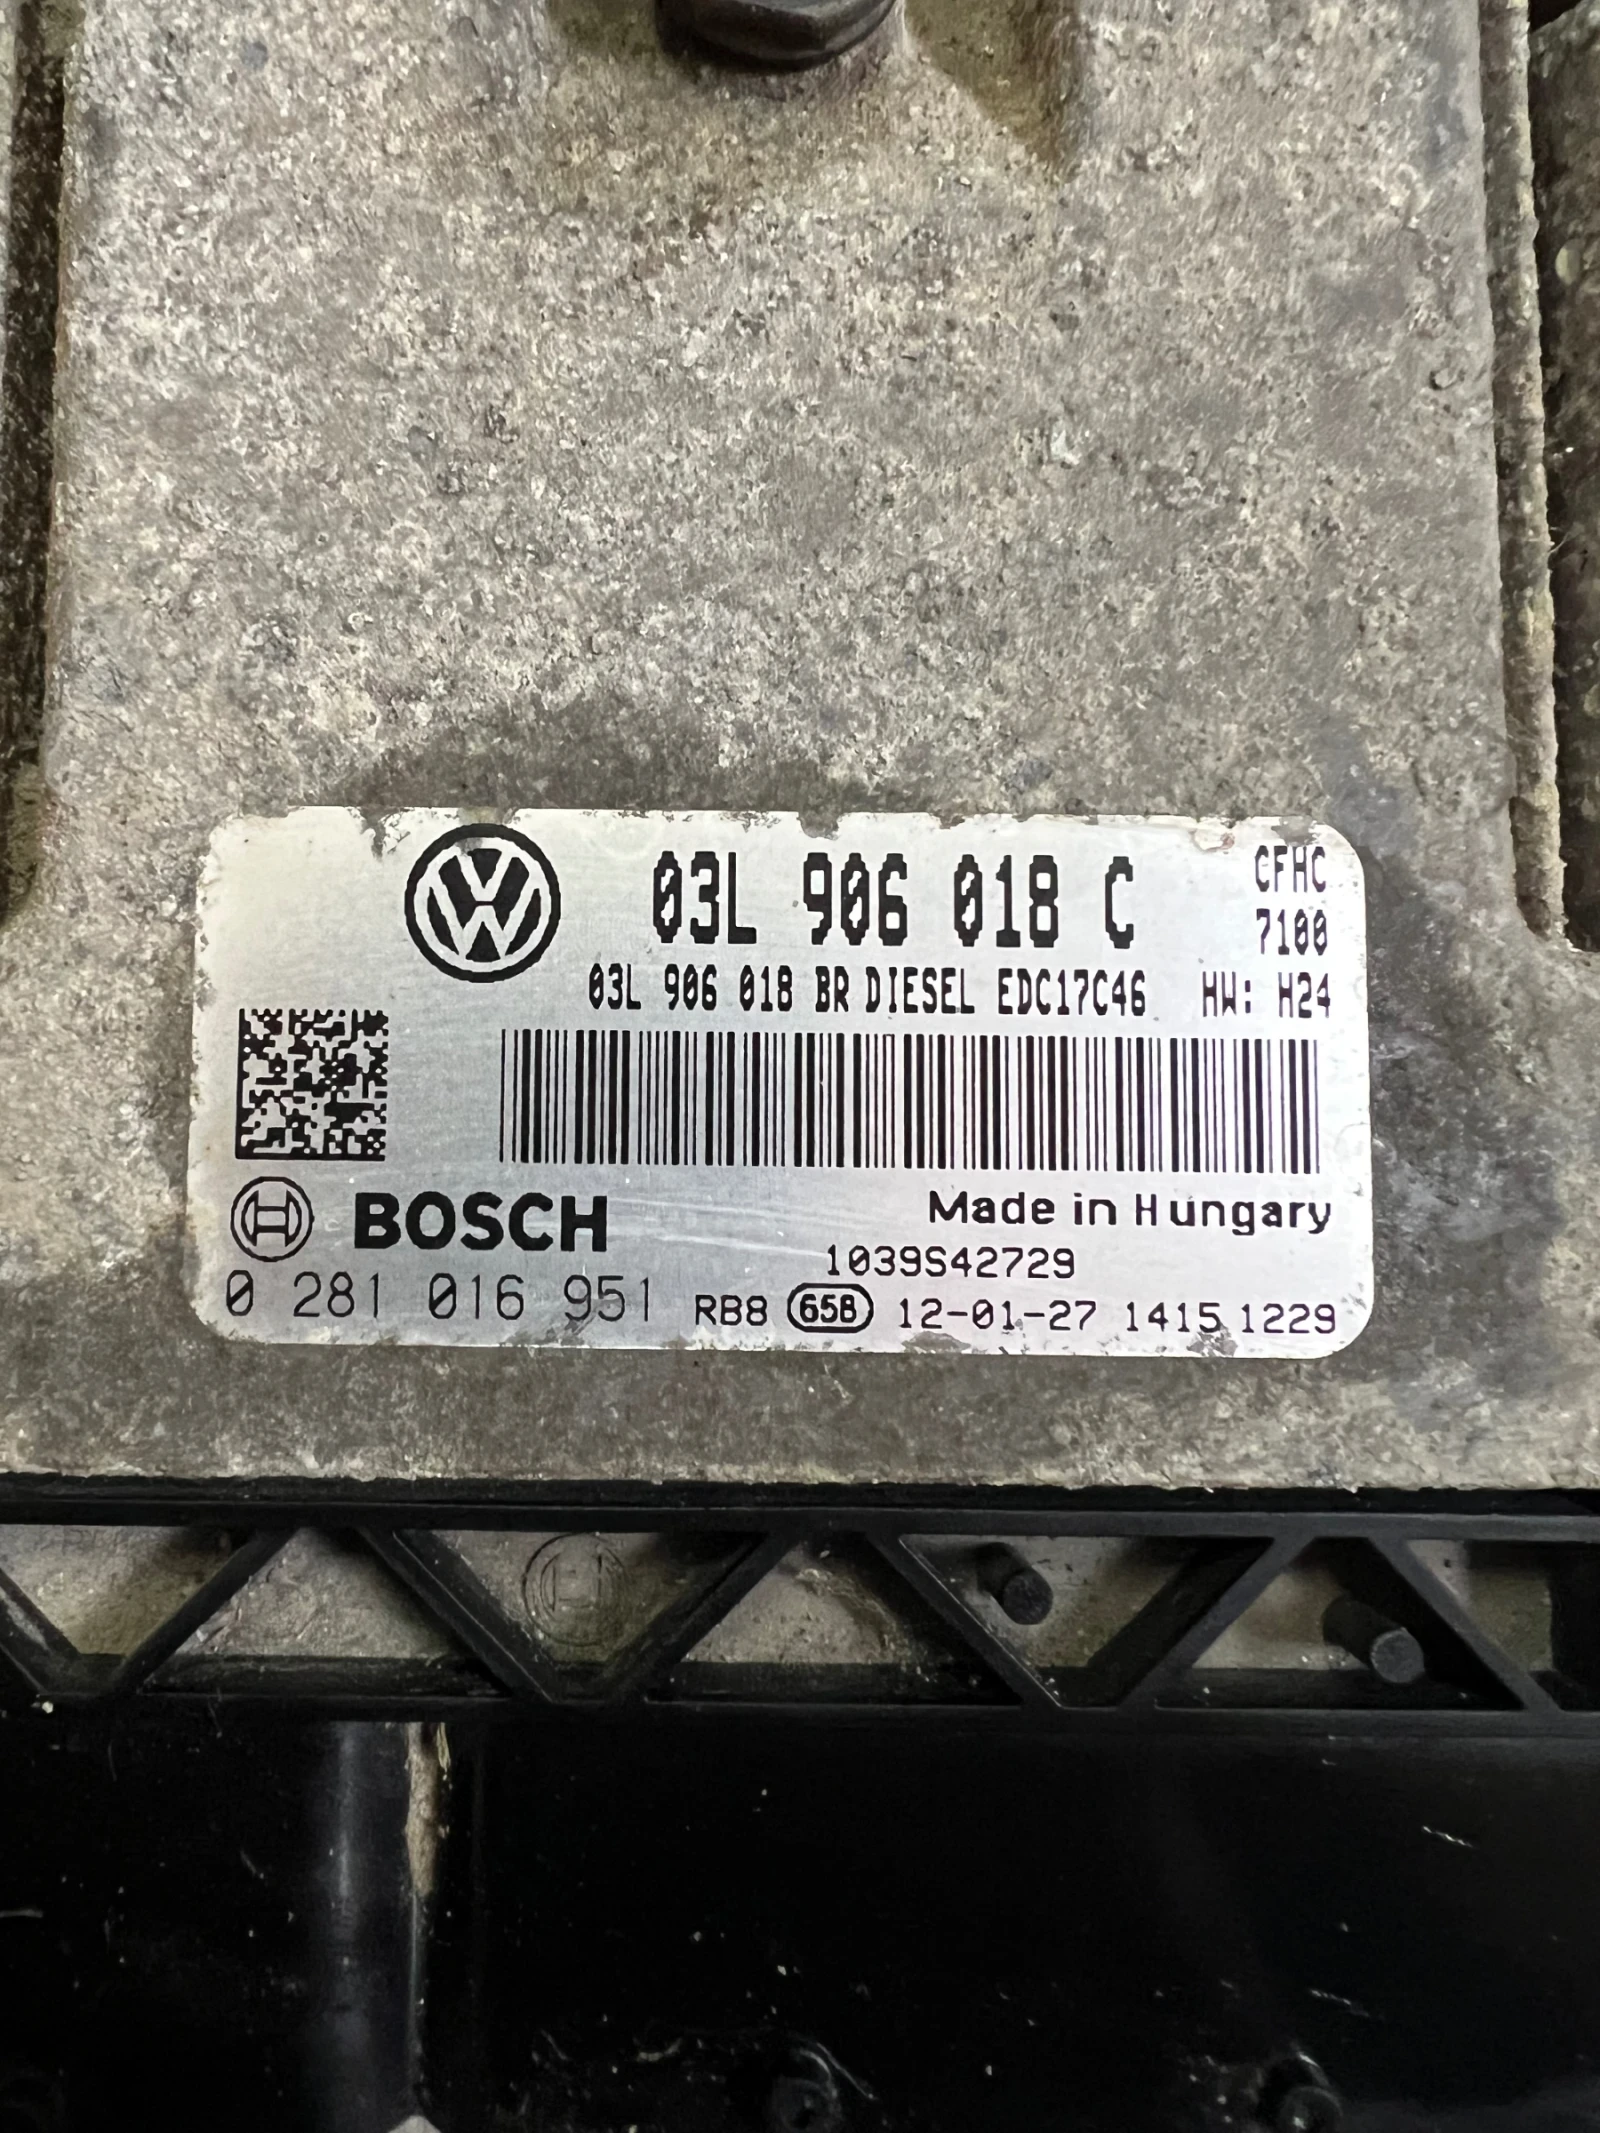 03L 906 018 C
CFHC
7100
03L 906 018 BR DIESEL EDC17C46 HW: H24
BOSCH
Made in Hungary
1039S42729
0 281 016 951
RB8 658 12-01-27 1415 1229